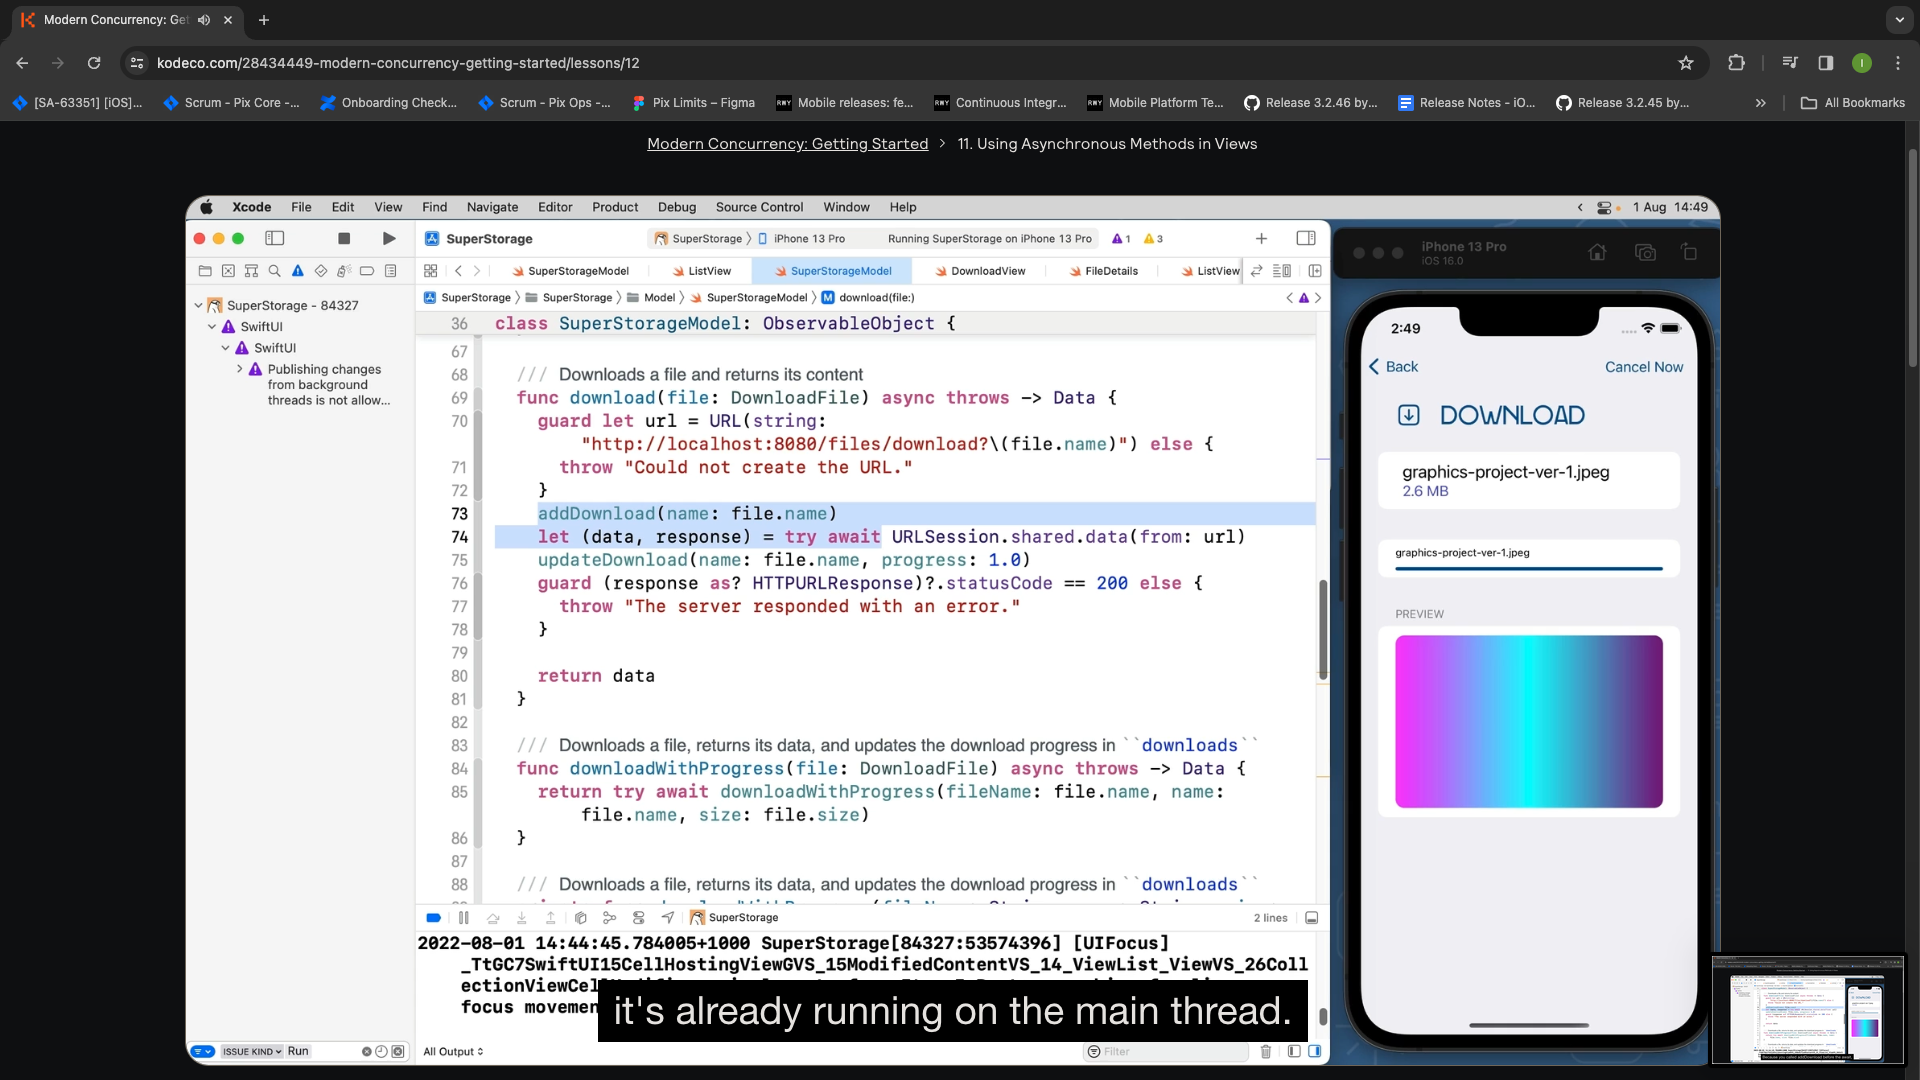 Modern Concurrency: Get
kodeco.com/28434449-modern-concurrency-getting-started/lessons/12
[SA-63351] [iOS]...
Scrum - Pix Core -...
Onboarding Check...
Scrum - Pix Ops -...
Pix Limits – Figma
Mobile releases: fe...
Continuous Integr...
Mobile Platform Te...
Release 3.2.46 by...
Release Notes - iO...
Release 3.2.45 by...
All Bookmarks
Modern Concurrency: Getting Started > 11. Using Asynchronous Methods in Views
Xcode File Edit View Find Navigate Editor Product Debug Source Control Window Help
1 Aug 14:49
SuperStorage
SuperStorage iPhone 13 Pro
Running SuperStorage on iPhone 13 Pro
1
3
SuperStorageModel
ListView
SuperStorageModel
DownloadView
FileDetails
ListView
SuperStorage
SuperStorage
Model
SuperStorageModel
M download(file:)
SuperStorage - 84327
SwiftUI
SwiftUI
Publishing changes
from background
threads is not allow...
36 class SuperStorageModel: ObservableObject {
67
68 /// Downloads a file and returns its content
69 func download(file: DownloadFile) async throws -> Data {
70 guard let url = URL(string:
"http://localhost:8080/files/download?\(file.name)") else {
71 throw "Could not create the URL."
72 }
73 addDownload(name: file.name)
74 let (data, response) = try await URLSession.shared.data(from: url)
75 updateDownload(name: file.name, progress: 1.0)
76 guard (response as? HTTPURLResponse)?.statusCode == 200 else {
77 throw "The server responded with an error."
78 }
79
80 return data
81 }
82
83 /// Downloads a file, returns its data, and updates the download progress in ``downloads``
84 func downloadWithProgress(file: DownloadFile) async throws -> Data {
85 return try await downloadWithProgress(fileName: file.name, name:
file.name, size: file.size)
86 }
87
88 /// Downloads a file, returns its data, and updates the download progress in ``downloads``
SuperStorage
2 lines
2022-08-01 14:44:45.784005+1000 SuperStorage[84327:53574396] [UIFocus]
_TtGC7SwiftUI15CellHostingViewGVS_15ModifiedContentVS_14_ViewList_ViewVS_26Coll
ectionViewCel
focus movemen
it's already running on the main thread.
ISSUE KIND Run
All Output
Filter
iPhone 13 Pro
iOS 16.0
2:49
Back
Cancel Now
DOWNLOAD
graphics-project-ver-1.jpeg
2.6 MB
graphics-project-ver-1.jpeg
PREVIEW